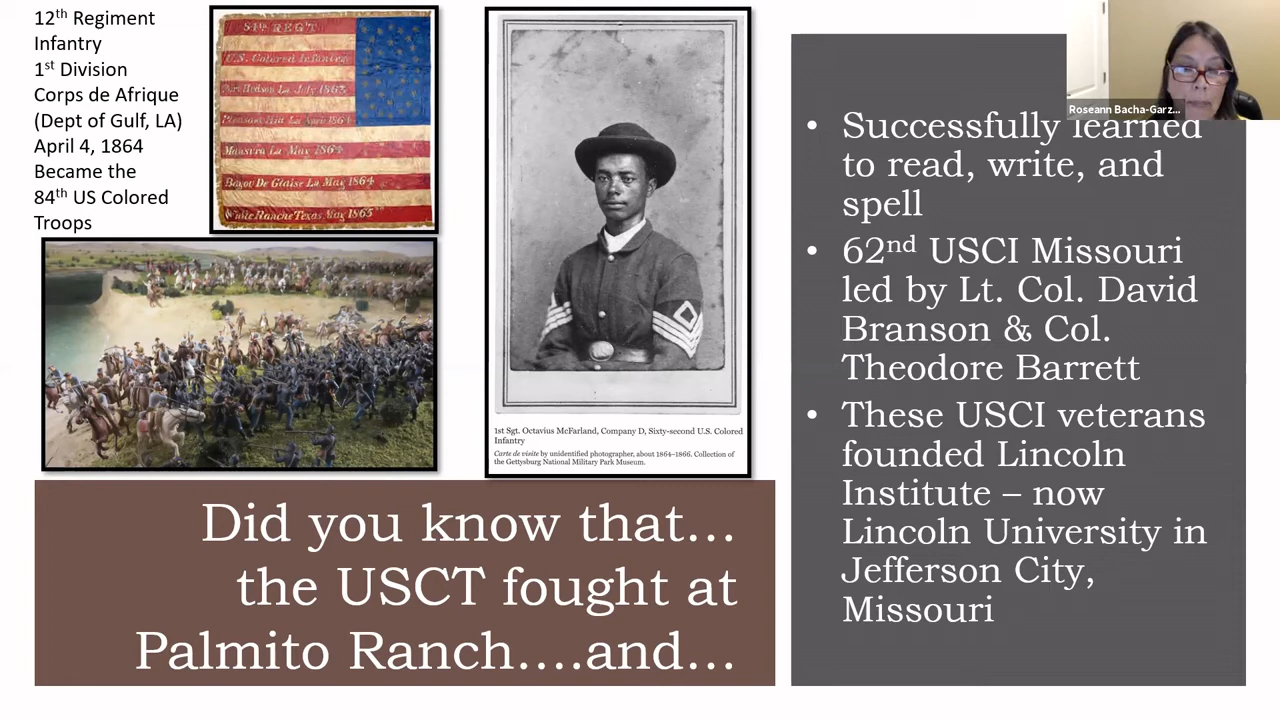 12th Regiment
Infantry
1st Division
Corps de Afrique
(Dept of Gulf, LA)
April 4, 1864
Became the
84th US Colored
Troops
REG'T
U.S. Colored Infantry.
Port Hudson La. July 1863
Pleasant Hill La. April 1864
Mansura La. May 1864
Bayou De Glaise La. May 1864
White Ranche Texas. May 1865
1st Sgt. Octavius McFarland, Company D, Sixty-second U.S. Colored
Infantry
Carte de visite by unidentified photographer, about 1864–1866. Collection of
the Gettysburg National Military Park Museum.
Did you know that...
the USCT fought at
Palmito Ranch....and...
Roseann Bacha-Garz...
• Successfully learned
to read, write, and
spell
• 62nd USCI Missouri
led by Lt. Col. David
Branson & Col.
Theodore Barrett
• These USCI veterans
founded Lincoln
Institute – now
Lincoln University in
Jefferson City,
Missouri